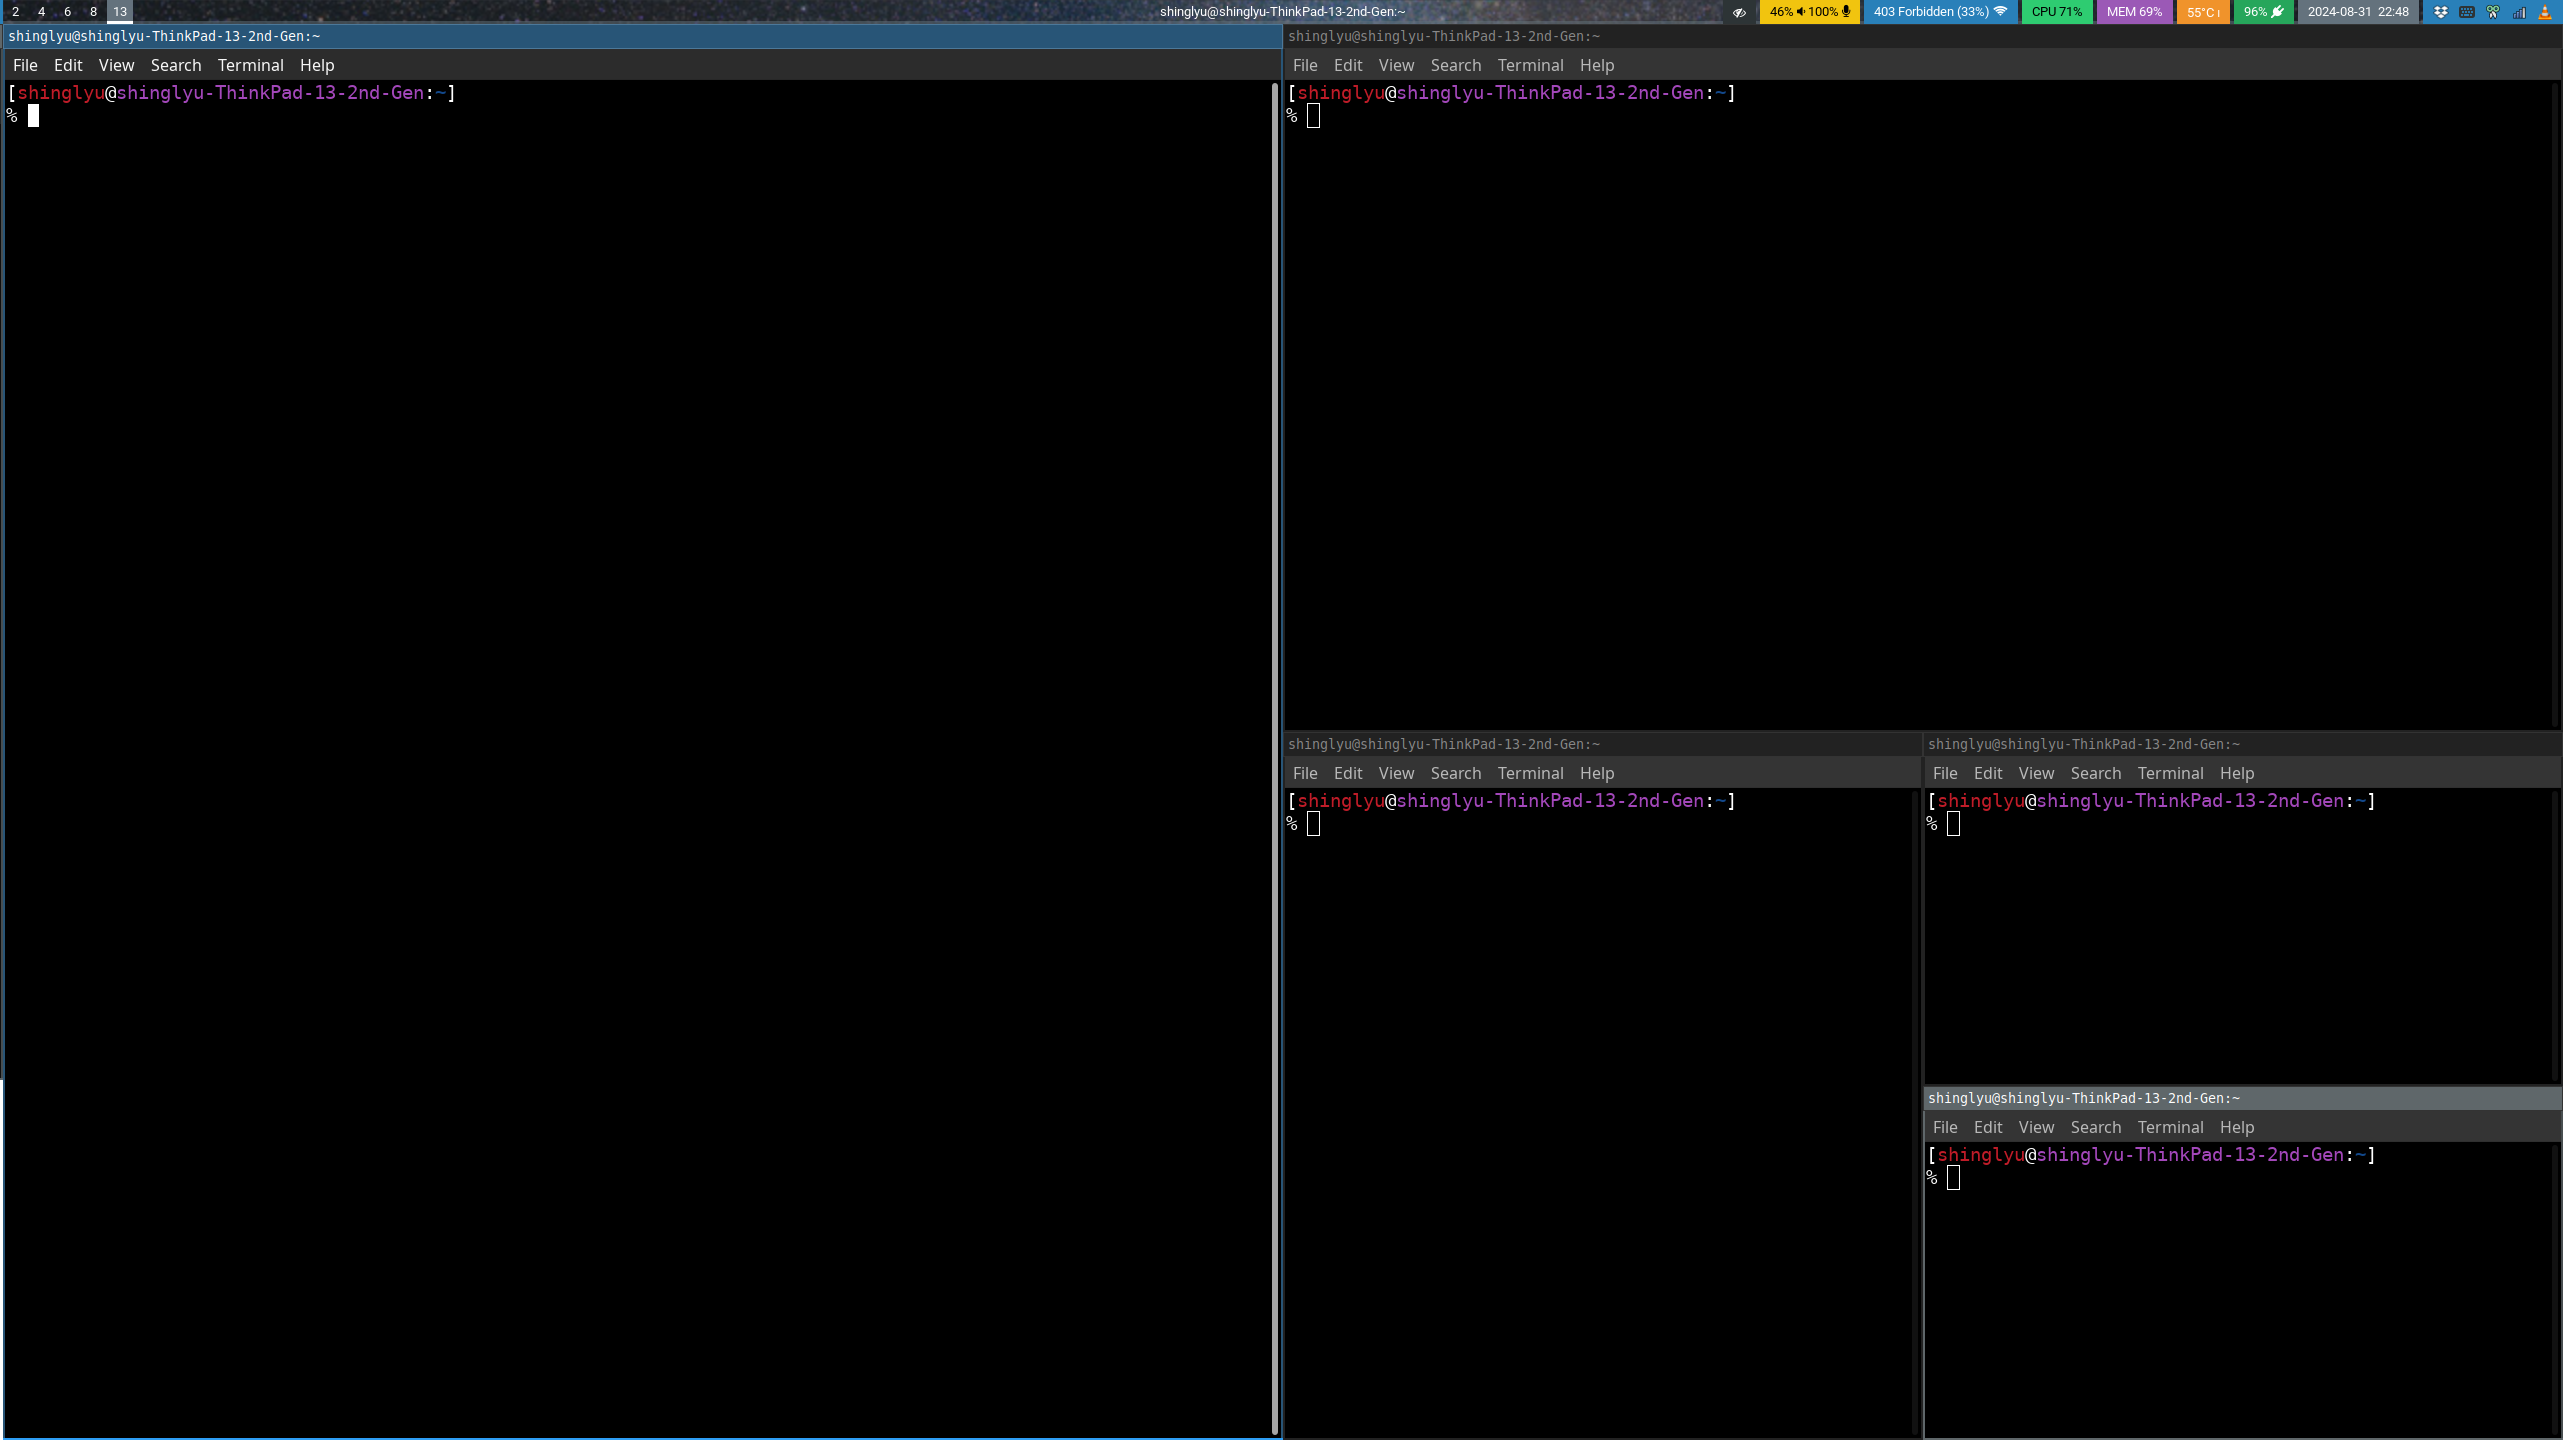 2 4 6 8 13 shinglyu@shinglyu-ThinkPad-13-2nd-Gen:~ 46% 100% 403 Forbidden (33%) CPU 71% MEM 69% 55°C 96% 2024-08-31 22:48
shinglyu@shinglyu-ThinkPad-13-2nd-Gen:~
File Edit View Search Terminal Help
[shinglyu@shinglyu-ThinkPad-13-2nd-Gen:~]
%
shinglyu@shinglyu-ThinkPad-13-2nd-Gen:~
File Edit View Search Terminal Help
[shinglyu@shinglyu-ThinkPad-13-2nd-Gen:~]
%
shinglyu@shinglyu-ThinkPad-13-2nd-Gen:~
File Edit View Search Terminal Help
[shinglyu@shinglyu-ThinkPad-13-2nd-Gen:~]
%
shinglyu@shinglyu-ThinkPad-13-2nd-Gen:~
File Edit View Search Terminal Help
[shinglyu@shinglyu-ThinkPad-13-2nd-Gen:~]
%
shinglyu@shinglyu-ThinkPad-13-2nd-Gen:~
File Edit View Search Terminal Help
[shinglyu@shinglyu-ThinkPad-13-2nd-Gen:~]
%